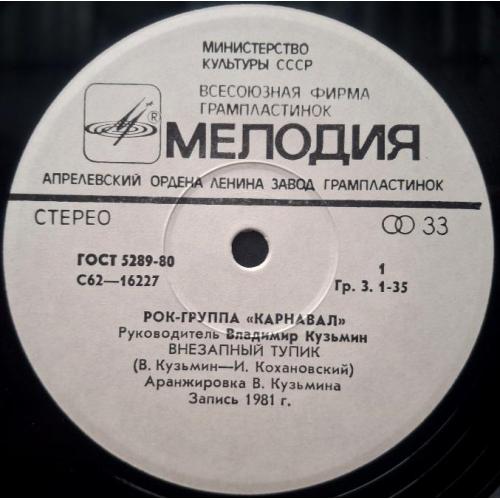 МИНИСТЕРСТВО
КУЛЬТУРЫ СССР
ВСЕСОЮЗНАЯ ФИРМА
ГРАМПЛАСТИНОК
® МЕЛОДИЯ
АПРЕЛЕВСКИЙ ОРДЕНА ЛЕНИНА ЗАВОД ГРАМПЛАСТИНОК
СТЕРЕО 33
ГОСТ 5289-80 1
С62—16227 Гр. 3. 1-35
РОК-ГРУППА «КАРНАВАЛ»
Руководитель Владимир Кузьмин
ВНЕЗАПНЫЙ ТУПИК
(В. Кузьмин—И. Кохановский)
Аранжировка В. Кузьмина
Запись 1981 г.